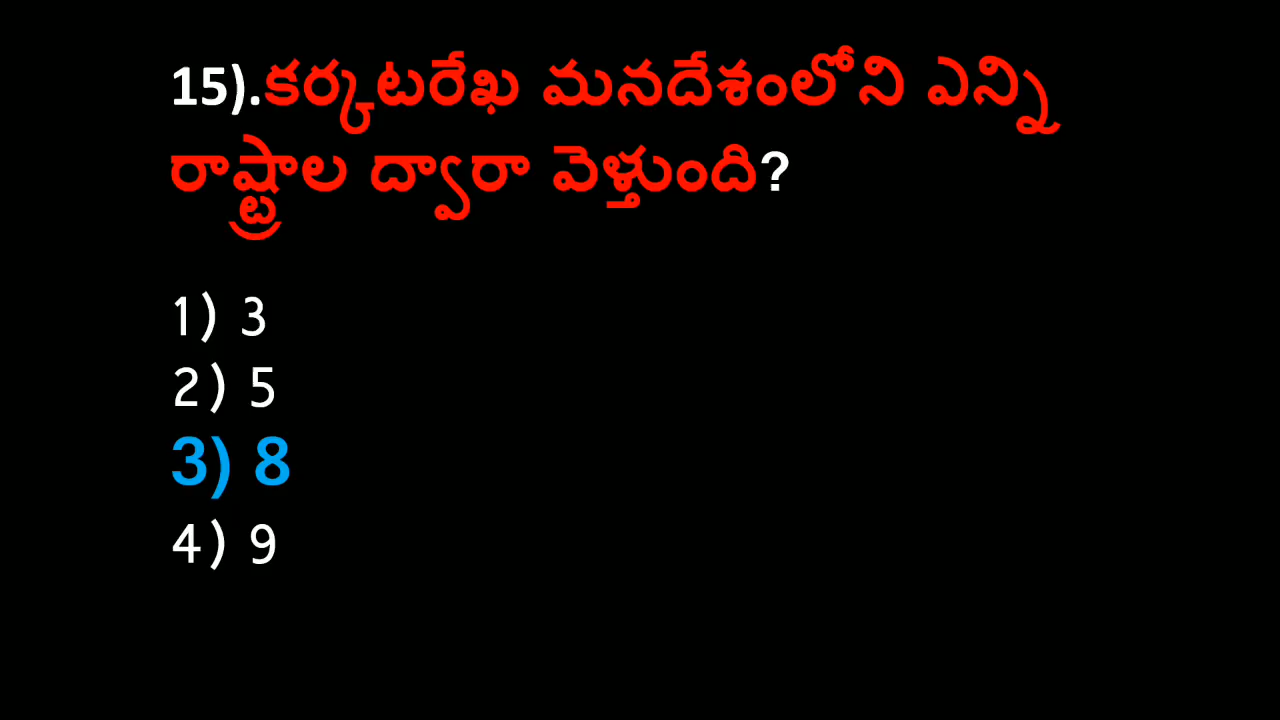 15).కర్కటరేఖ మనదేశంలోని ఎన్ని
రాష్ట్రాల ద్వారా వెళ్తుంది?
1) 3
2) 5
3) 8
4) 9